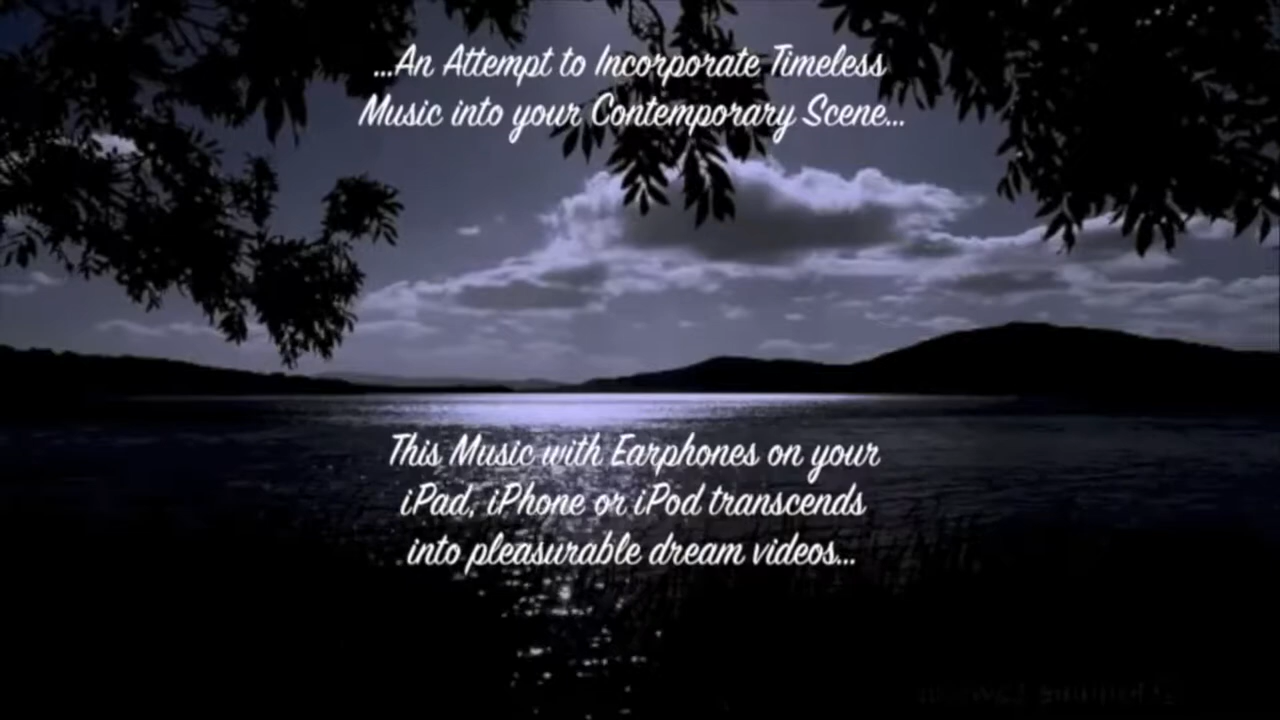 ...An Attempt to Incorporate Timeless
Music into your Contemporary Scene...
This Music with Earphones on your
iPad, iPhone or iPod transcends
into pleasurable dream videos...